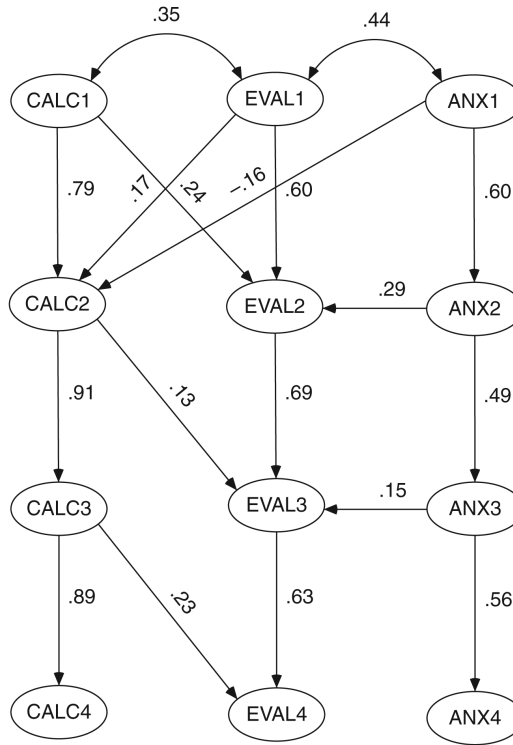 .35
.44
CALC1
EVAL1
ANX1
.79
.17
.24
–.16
.60
.60
CALC2
EVAL2
.29
ANX2
.91
.13
.69
.49
CALC3
EVAL3
.15
ANX3
.89
.23
.63
.56
CALC4
EVAL4
ANX4